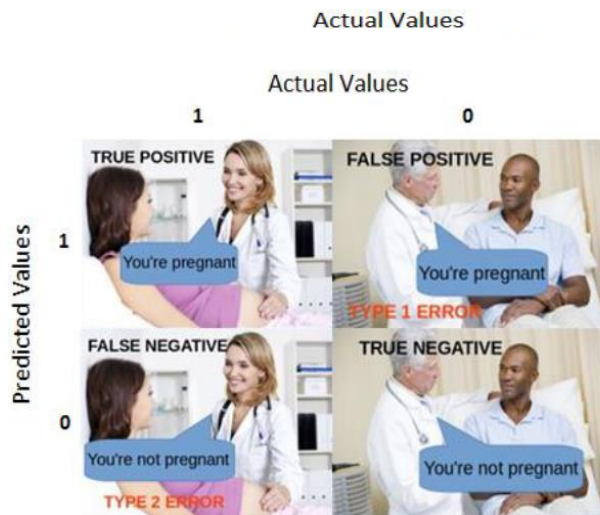 Actual Values
Actual Values
1
0
TRUE POSITIVE
FALSE POSITIVE
Predicted Values
1
You're pregnant
You're pregnant
TYPE 1 ERROR
FALSE NEGATIVE
TRUE NEGATIVE
0
You're not pregnant
You're not pregnant
TYPE 2 ERROR